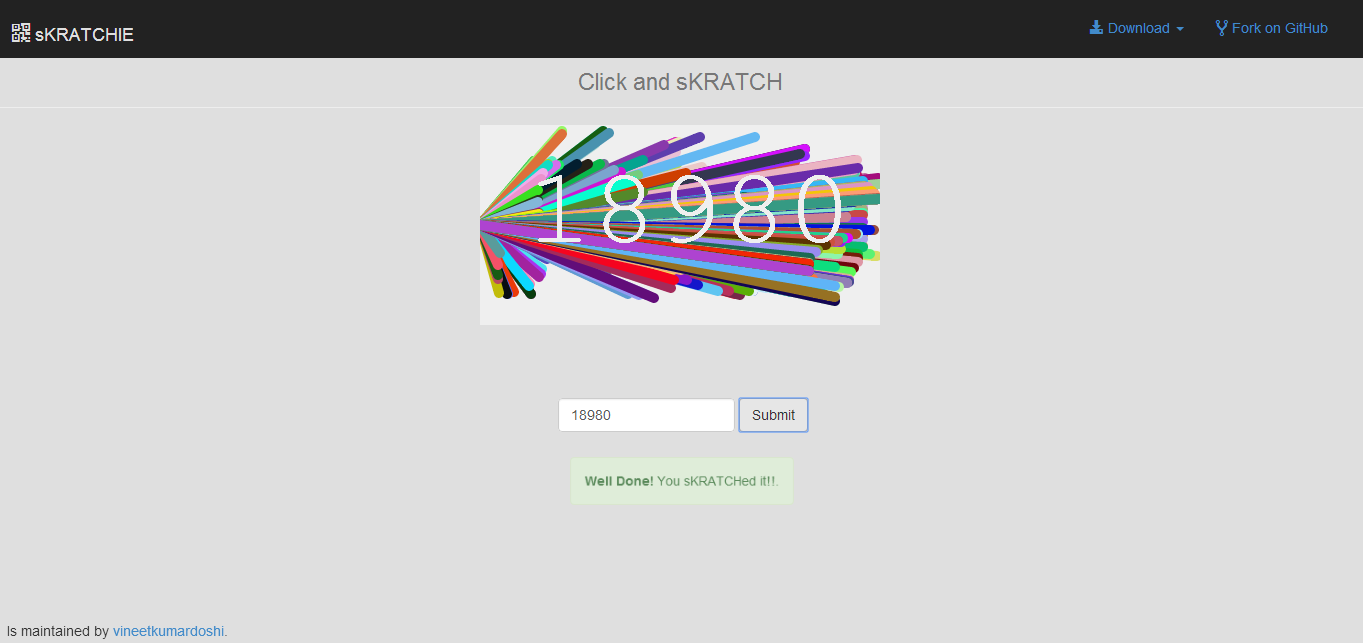 sKRATCHIE
Download
Fork on GitHub
Click and sKRATCH
18980
18980
Submit
Well Done! You sKRATCHed it!!.
Is maintained by vineetkumardoshi.